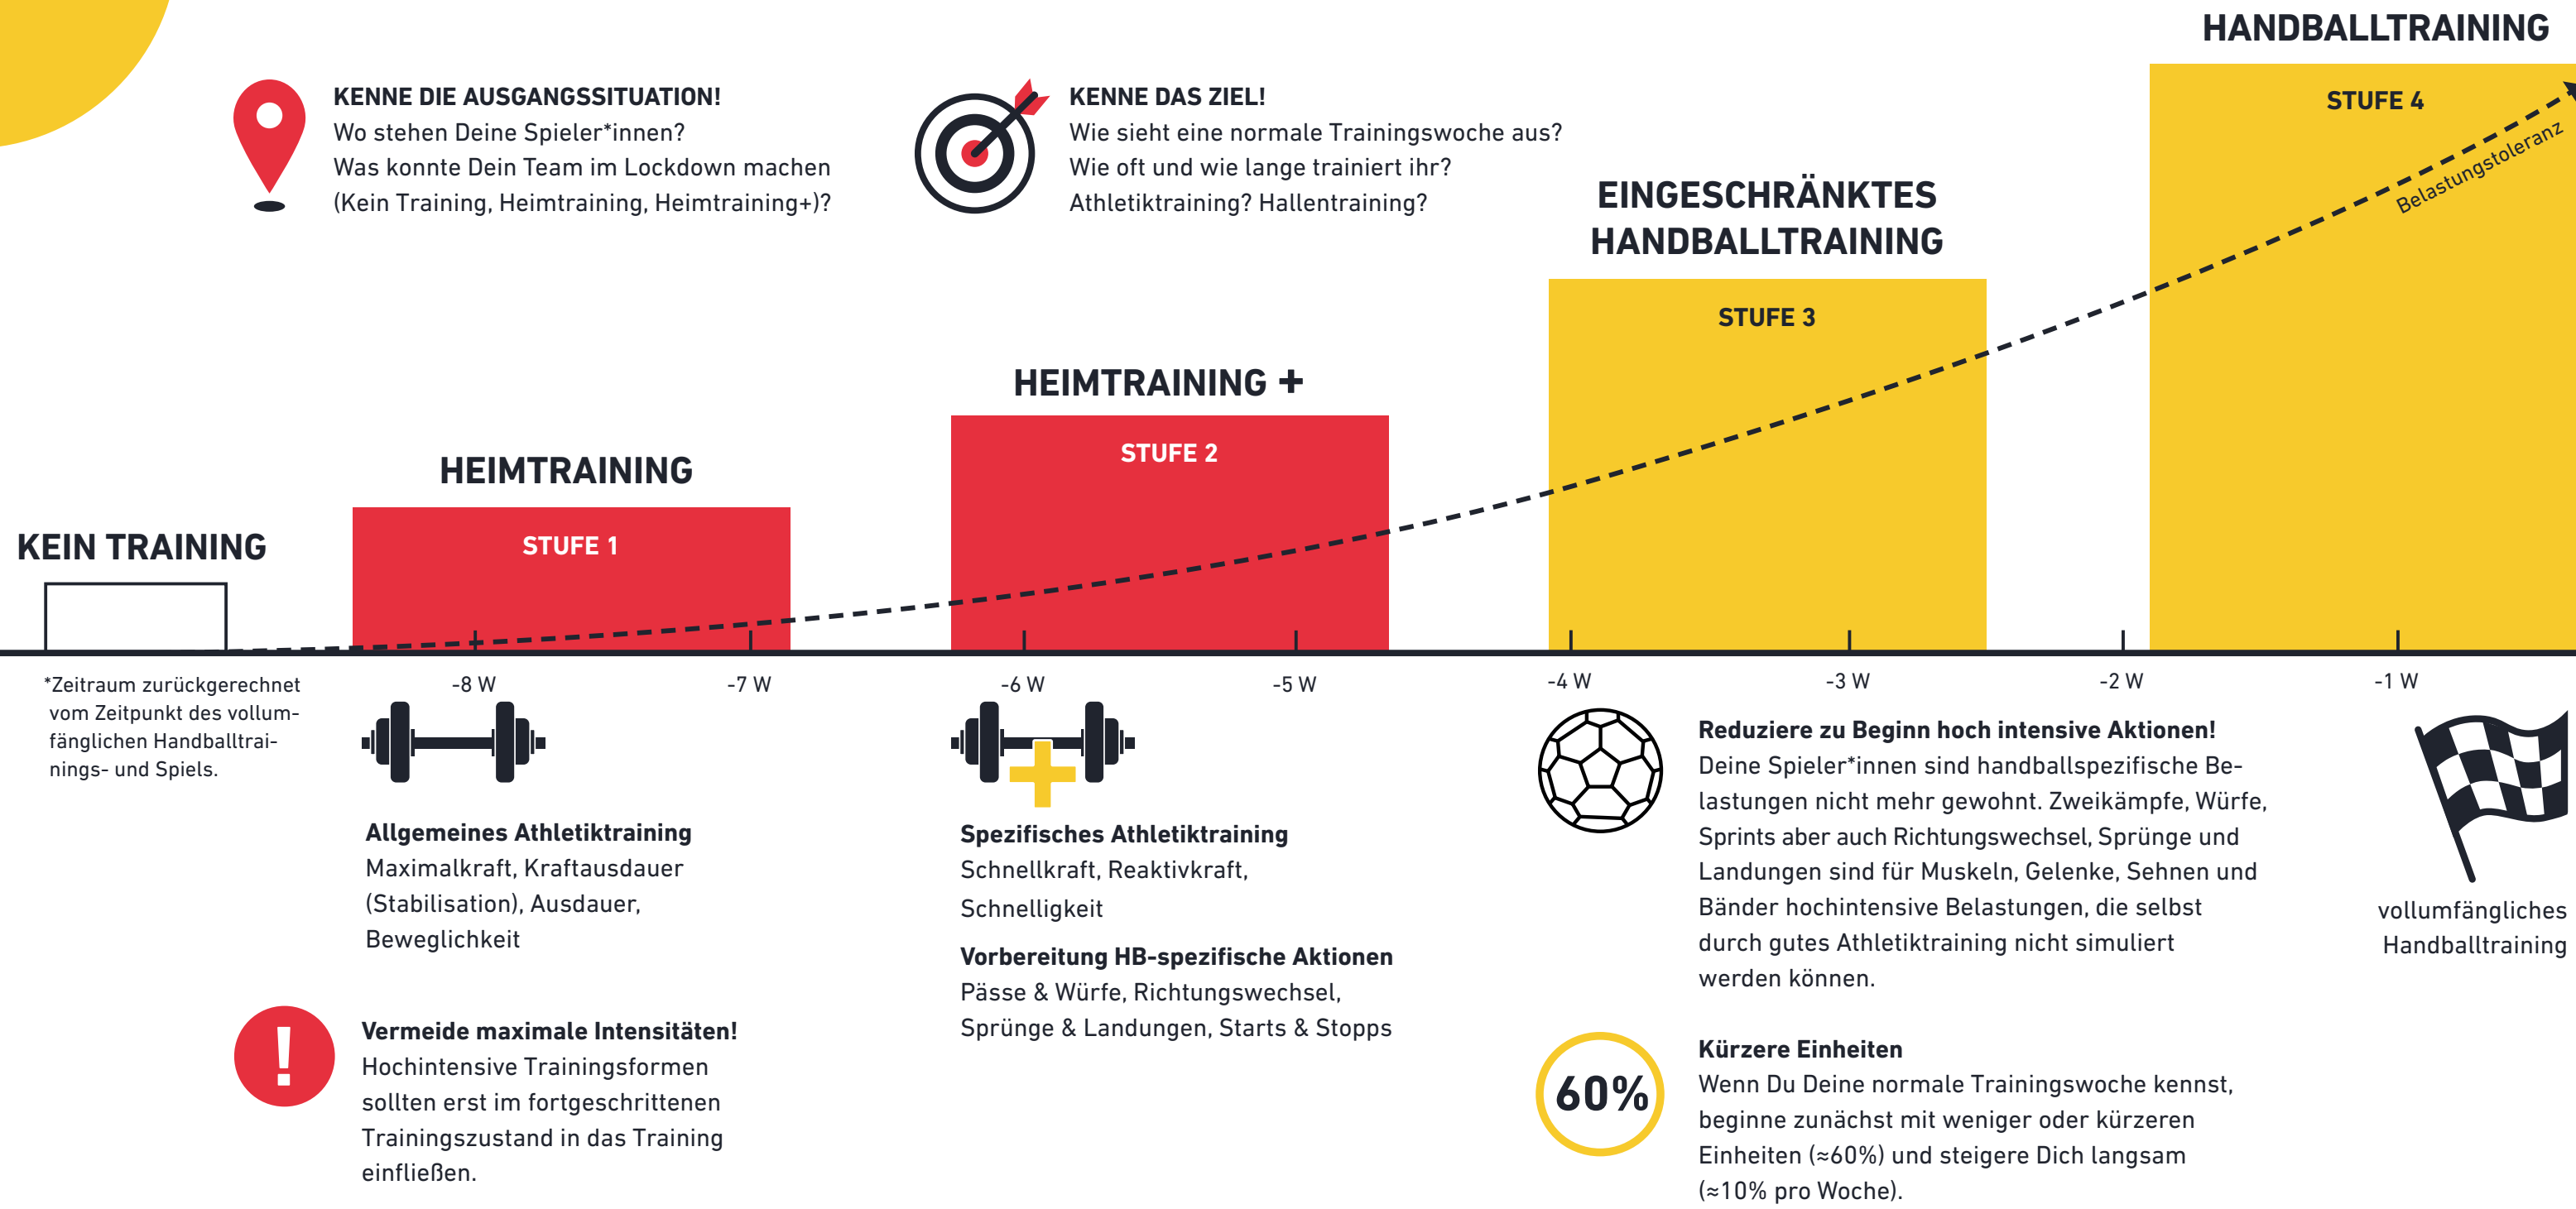 HANDBALLTRAINING
STUFE 4
Belastungstoleranz
KENNE DIE AUSGANGSSITUATION!
Wo stehen Deine Spieler*innen?
Was konnte Dein Team im Lockdown machen
(Kein Training, Heimtraining, Heimtraining+)?
KENNE DAS ZIEL!
Wie sieht eine normale Trainingswoche aus?
Wie oft und wie lange trainiert ihr?
Athletiktraining? Hallentraining?
EINGESCHRÄNKTES
HANDBALLTRAINING
STUFE 3
HEIMTRAINING +
STUFE 2
HEIMTRAINING
STUFE 1
KEIN TRAINING
-8 W
-7 W
-6 W
-5 W
-4 W
-3 W
-2 W
-1 W
*Zeitraum zurückgerechnet
vom Zeitpunkt des vollum-
fänglichen Handballtrai-
nings- und Spiels.
Allgemeines Athletiktraining
Maximalkraft, Kraftausdauer
(Stabilisation), Ausdauer,
Beweglichkeit
!
Vermeide maximale Intensitäten!
Hochintensive Trainingsformen
sollten erst im fortgeschrittenen
Trainingszustand in das Training
einfließen.
Spezifisches Athletiktraining
Schnellkraft, Reaktivkraft,
Schnelligkeit
Vorbereitung HB-spezifische Aktionen
Pässe & Würfe, Richtungswechsel,
Sprünge & Landungen, Starts & Stopps
Reduziere zu Beginn hoch intensive Aktionen!
Deine Spieler*innen sind handballspezifische Be-
lastungen nicht mehr gewohnt. Zweikämpfe, Würfe,
Sprints aber auch Richtungswechsel, Sprünge und
Landungen sind für Muskeln, Gelenke, Sehnen und
Bänder hochintensive Belastungen, die selbst
durch gutes Athletiktraining nicht simuliert
werden können.
60%
Kürzere Einheiten
Wenn Du Deine normale Trainingswoche kennst,
beginne zunächst mit weniger oder kürzeren
Einheiten (≈60%) und steigere Dich langsam
(≈10% pro Woche).
vollumfängliches
Handballtraining